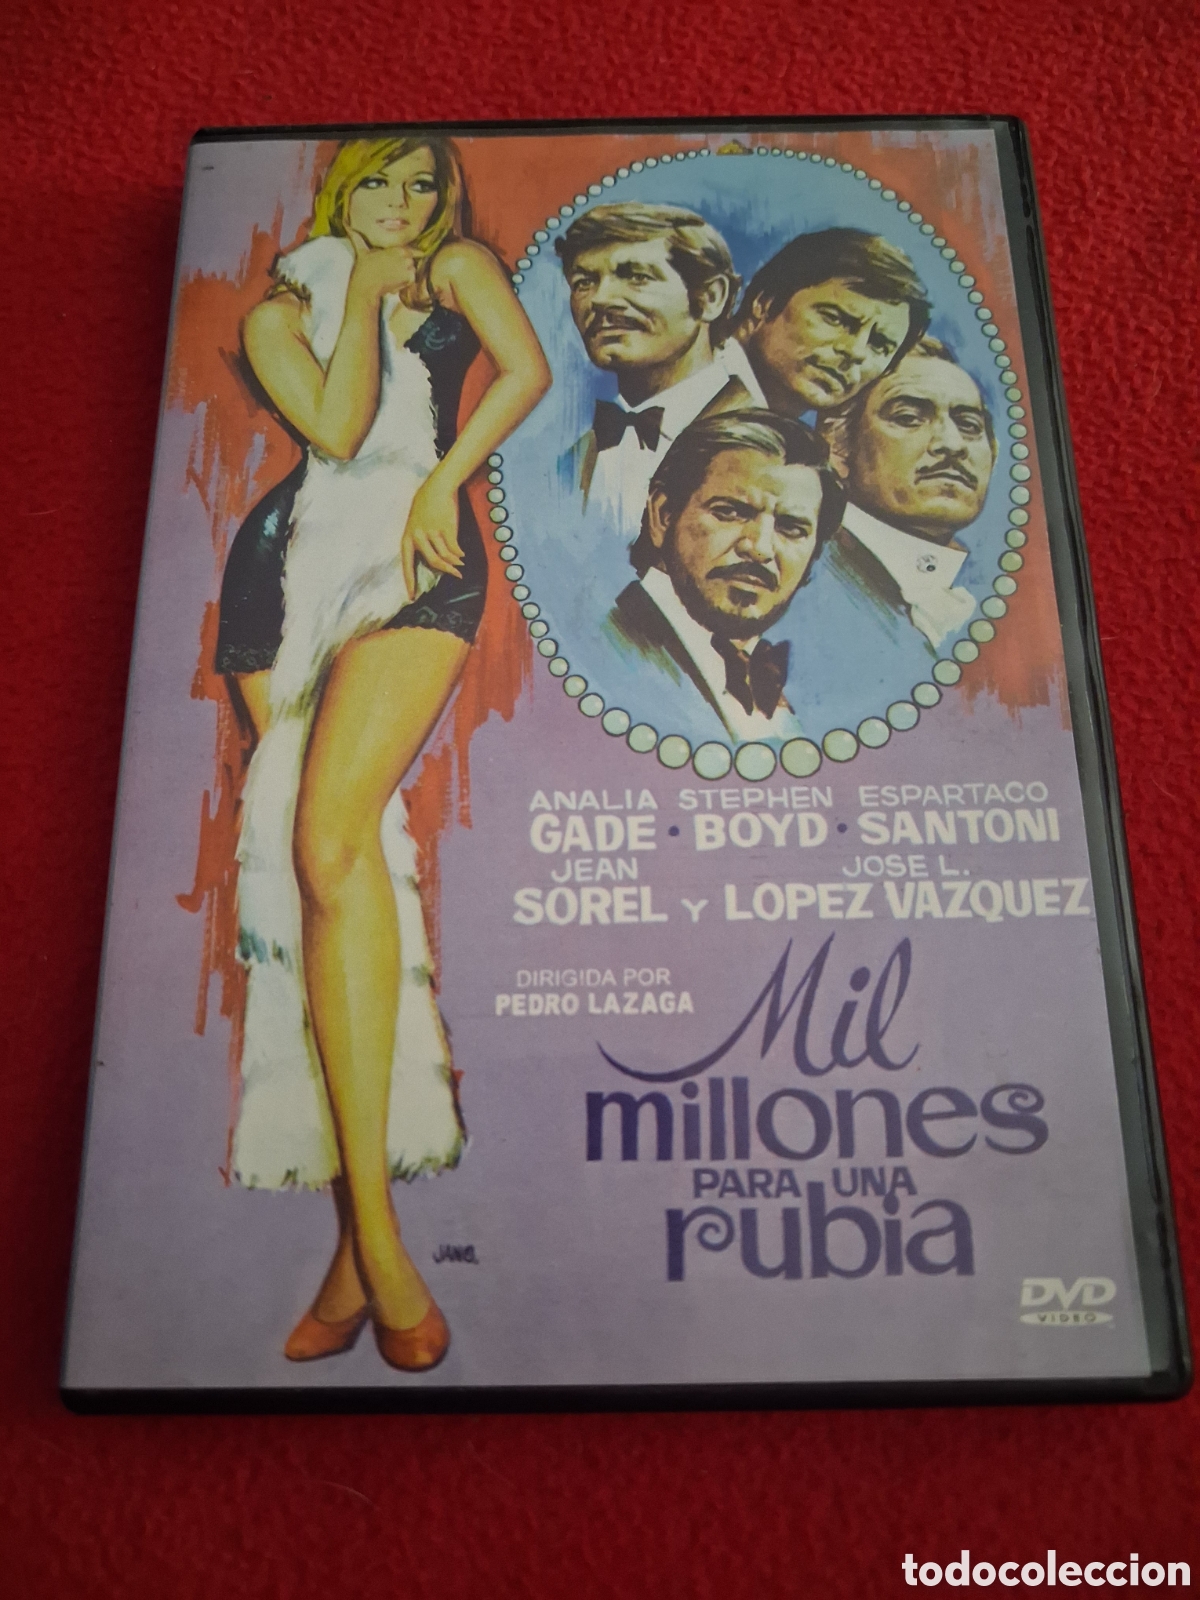 ANALIA STEPHEN ESPARTACO
GADE · BOYD · SANTONI
JEAN JOSE L.
SOREL Y LOPEZ VAZQUEZ
DIRIGIDA POR
PEDRO LAZAGA
Mil
millones
PARA UNA
rubia
JANO.
DVD
VIDEO
todocoleccion